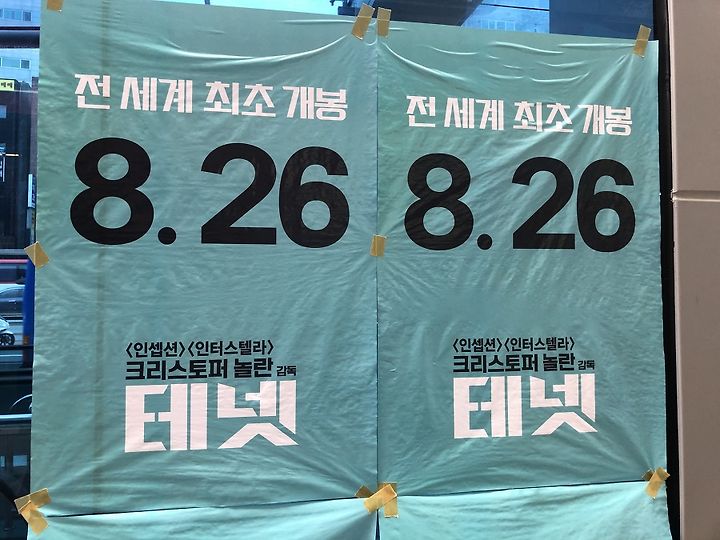 전 세계 최초 개봉
8.26
<인셉션><인터스텔라>
크리스토퍼 놀란 감독
테넷
전 세계 최초 개봉
8.26
<인셉션><인터스텔라>
크리스토퍼 놀란 감독
테넷